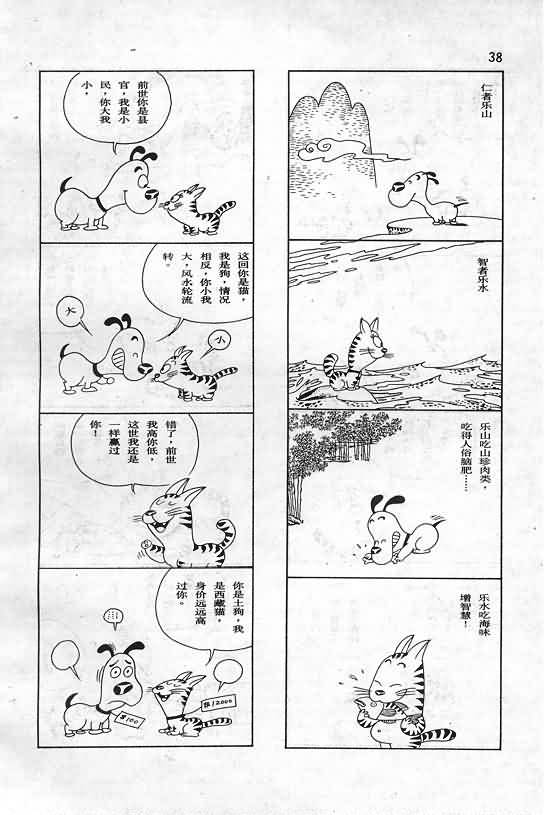 38
仁者乐山
智者乐水
乐山吃山珍肉类，
吃得人俗脑肥……
乐水吃海味
增智慧！
前世你是县
官，我是小
民，你大我
小。
这回你是猫，
我是狗，情况
相反，你小我
大，风水轮流
转。
大
小
错了，前世
我高你低，
这世我还是
一样赢过
你！
你是土狗，我
是西藏猫，
身价远远高
过你。
$100
$12000